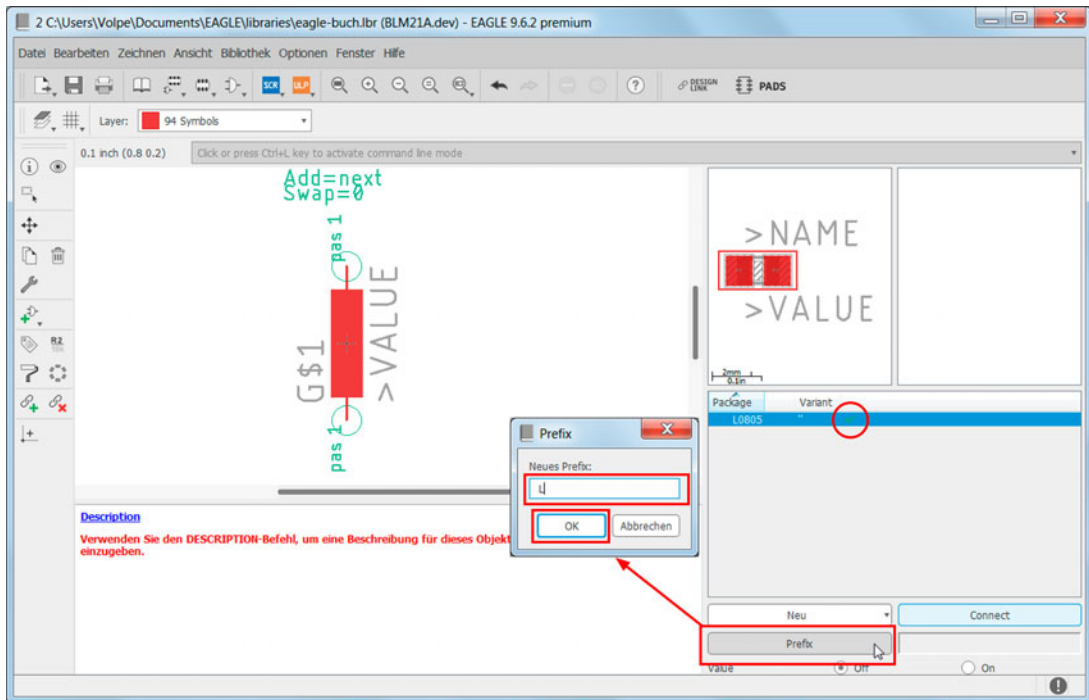 2 C:\Users\Volpe\Documents\EAGLE\libraries\eagle-buch.lbr (BLM21A.dev) - EAGLE 9.6.2 premium
Datei Bearbeiten Zeichnen Ansicht Bibliothek Optionen Fenster Hilfe
SCR ULP ? DESIGN LINK PADS
Layer: 94 Symbols
0.1 inch (0.8 0.2) Click or press Ctrl+L key to activate command line mode
Add=next
Swap=0
pas 1
G$1
>VALUE
pas 1
>NAME
>VALUE
2mm
0.1in
R2
10k
Package Variant
L0805 ''
Prefix
Neues Prefix:
L
OK Abbrechen
Description
Verwenden Sie den DESCRIPTION-Befehl, um eine Beschreibung für dieses Objekt
einzugeben.
Neu Connect
Prefix
Value Off On